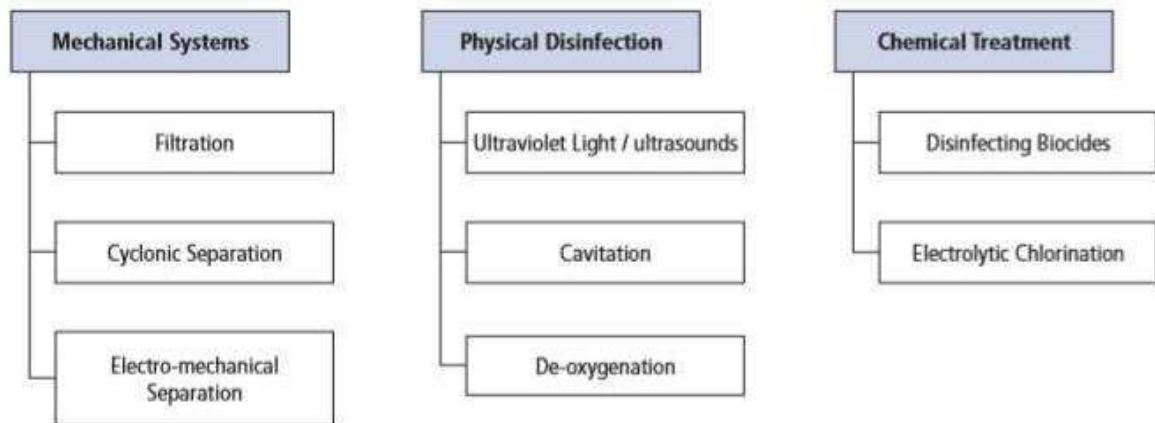 Mechanical Systems
Filtration
Cyclonic Separation
Electro-mechanical
Separation
Physical Disinfection
Ultraviolet Light / ultrasounds
Cavitation
De-oxygenation
Chemical Treatment
Disinfecting Biocides
Electrolytic Chlorination